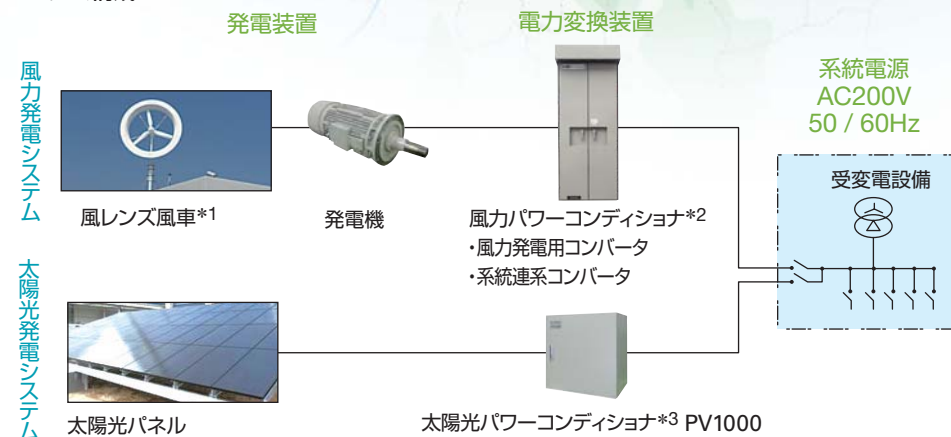 発電装置
電力変換装置
風力発電システム
系統電源
AC200V
50 / 60Hz
受変電設備
風レンズ風車*1
発電機
風力パワーコンディショナ*2
・風力発電用コンバータ
・系統連系コンバータ
太陽光発電システム
太陽光パネル
太陽光パワーコンディショナ*3 PV1000